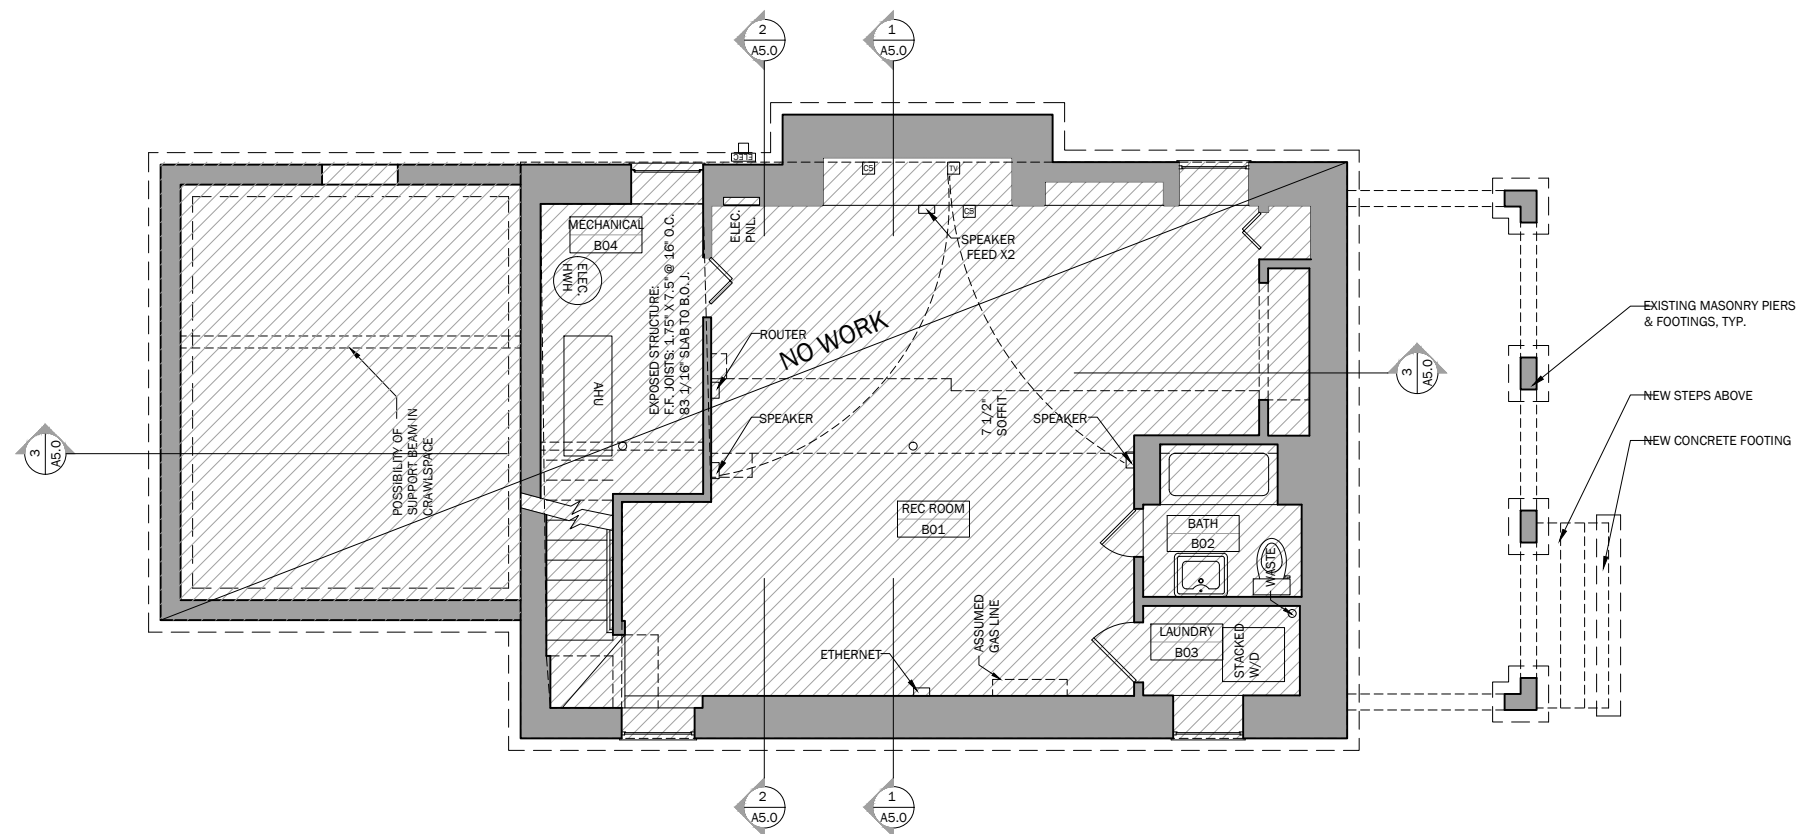 2
A5.0
1
A5.0
ELEC
C5
TV
C5
MECHANICAL
B04
ELEC.
PNL.
SPEAKER
FEED X2
ELEC.
HWH
EXPOSED STRUCTURE:
F.F. JOISTS: 1.75" X 7.5" @ 16" O.C.
83 1/16" SLAB TO B.O.J.
EXISTING MASONRY PIERS
& FOOTINGS, TYP.
ROUTER
NO WORK
3
A5.0
AHU
NEW STEPS ABOVE
SPEAKER
7 1/2"
SOFFIT
SPEAKER
NEW CONCRETE FOOTING
3
A5.0
POSSIBILITY OF
SUPPORT BEAM IN
CRAWLSPACE
REC ROOM
B01
BATH
B02
WASTE
ASSUMED
GAS LINE
LAUNDRY
B03
STACKED
W/D
ETHERNET
2
A5.0
1
A5.0